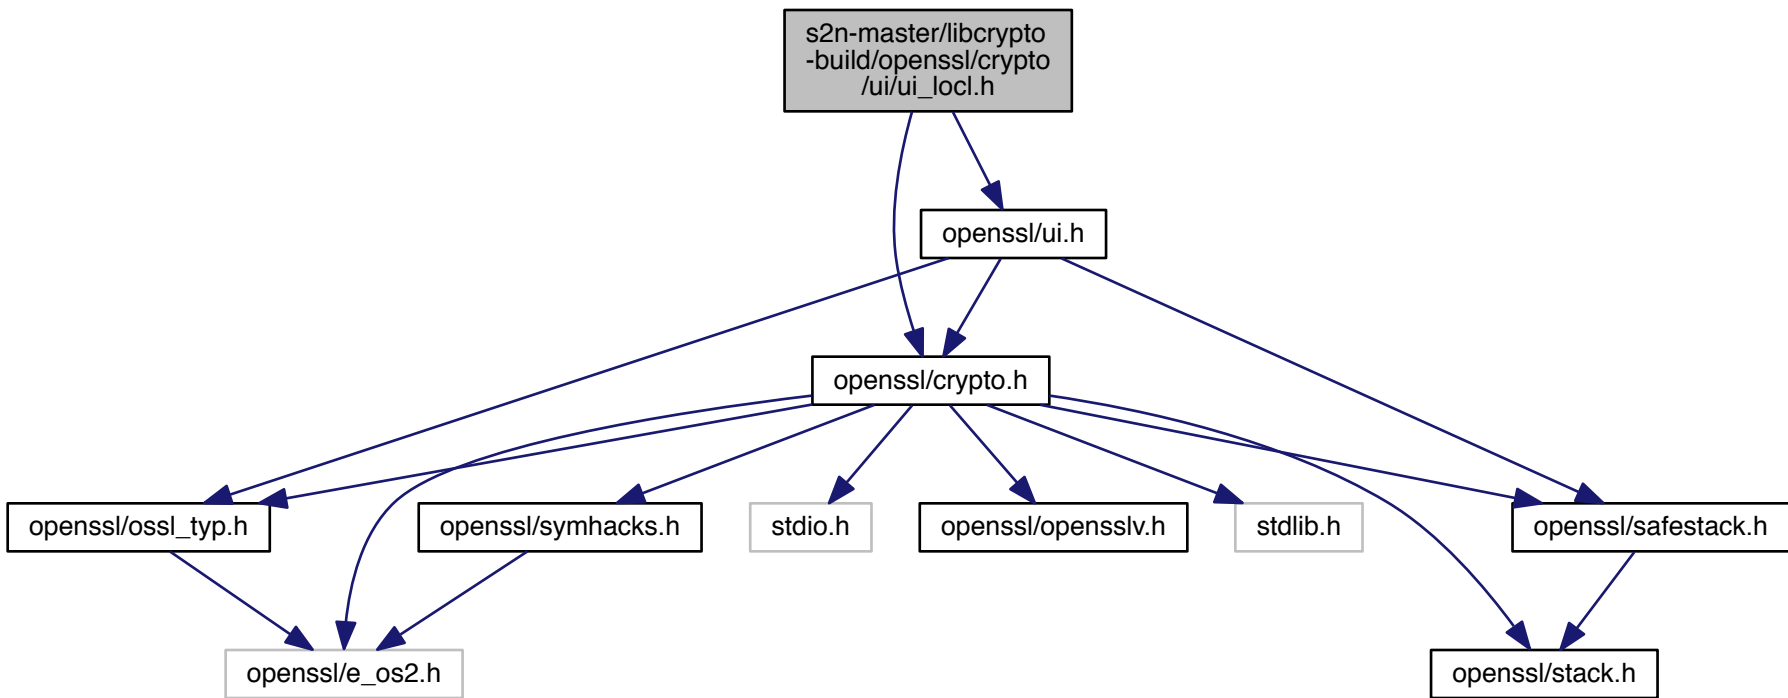 s2n-master/libcrypto
-build/openssl/crypto
/ui/ui_locl.h
openssl/ui.h
openssl/crypto.h
openssl/ossl_typ.h
openssl/symhacks.h
stdio.h
openssl/opensslv.h
stdlib.h
openssl/safestack.h
openssl/e_os2.h
openssl/stack.h